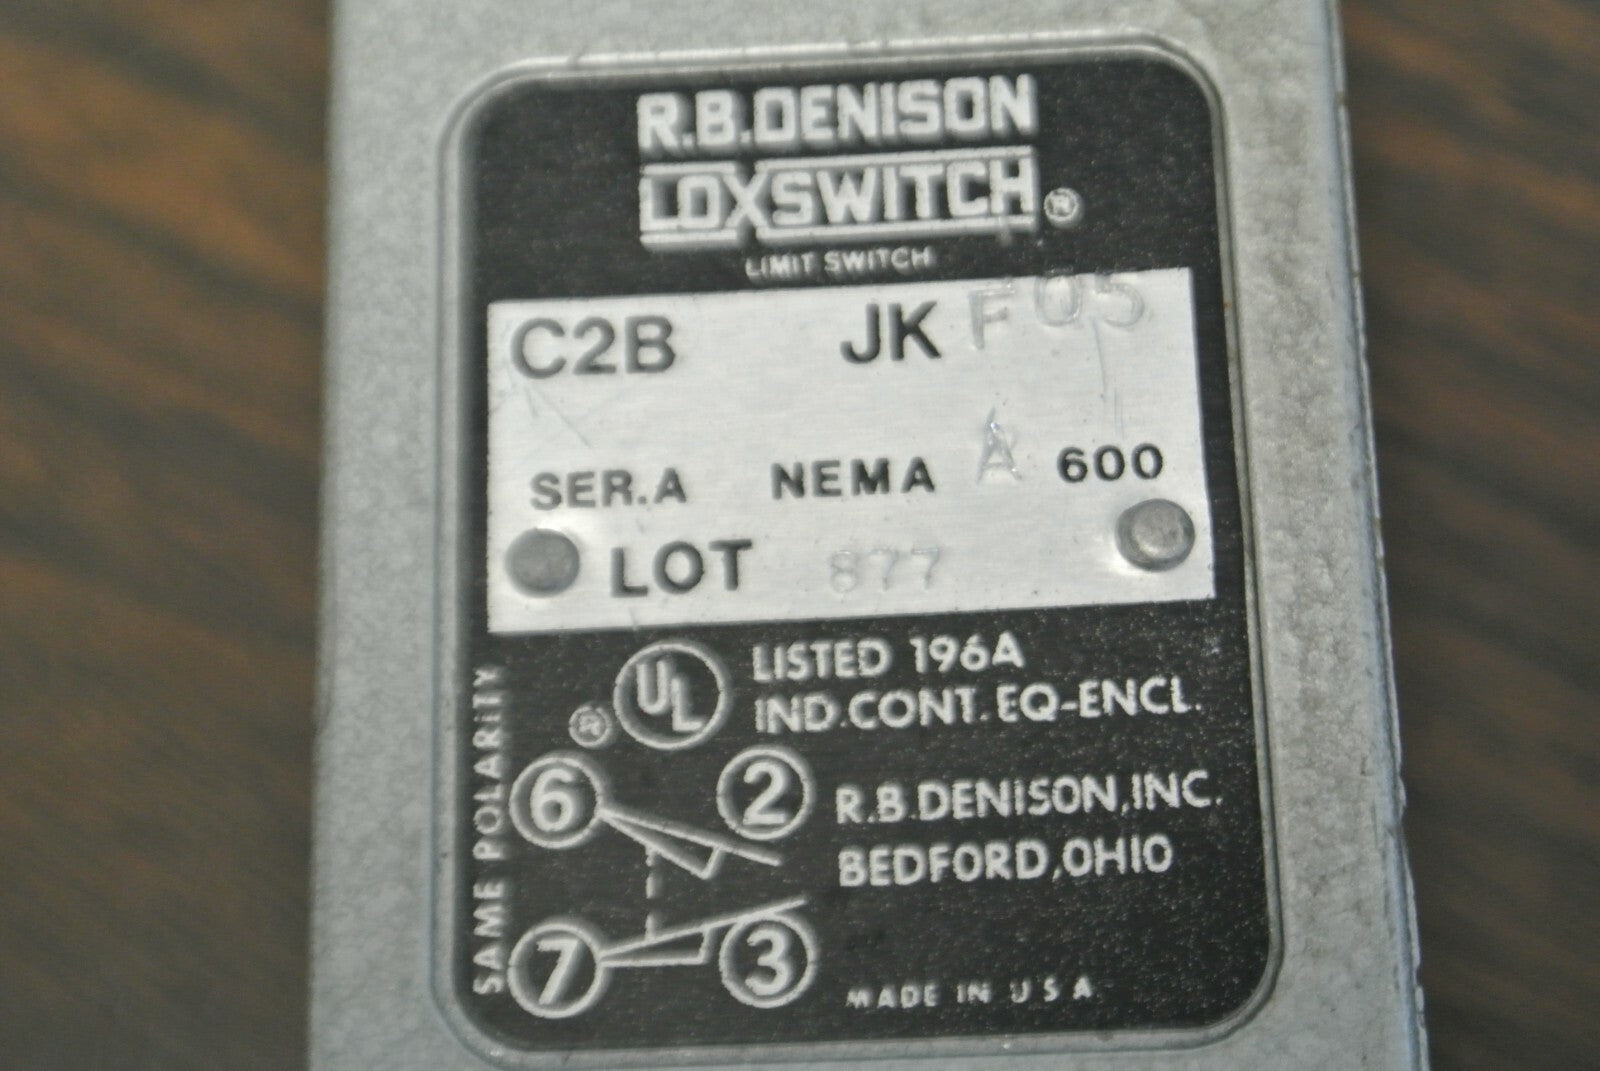 R.B.DENISON
LOXSWITCH ®
LIMIT SWITCH
C2B JK F05
SER.A NEMA A 600
LOT 877
UL ® LISTED 196A
IND.CONT.EQ-ENCL.
SAME POLARITY
6 2
7 3
R.B.DENISON,INC.
BEDFORD,OHIO
MADE IN USA